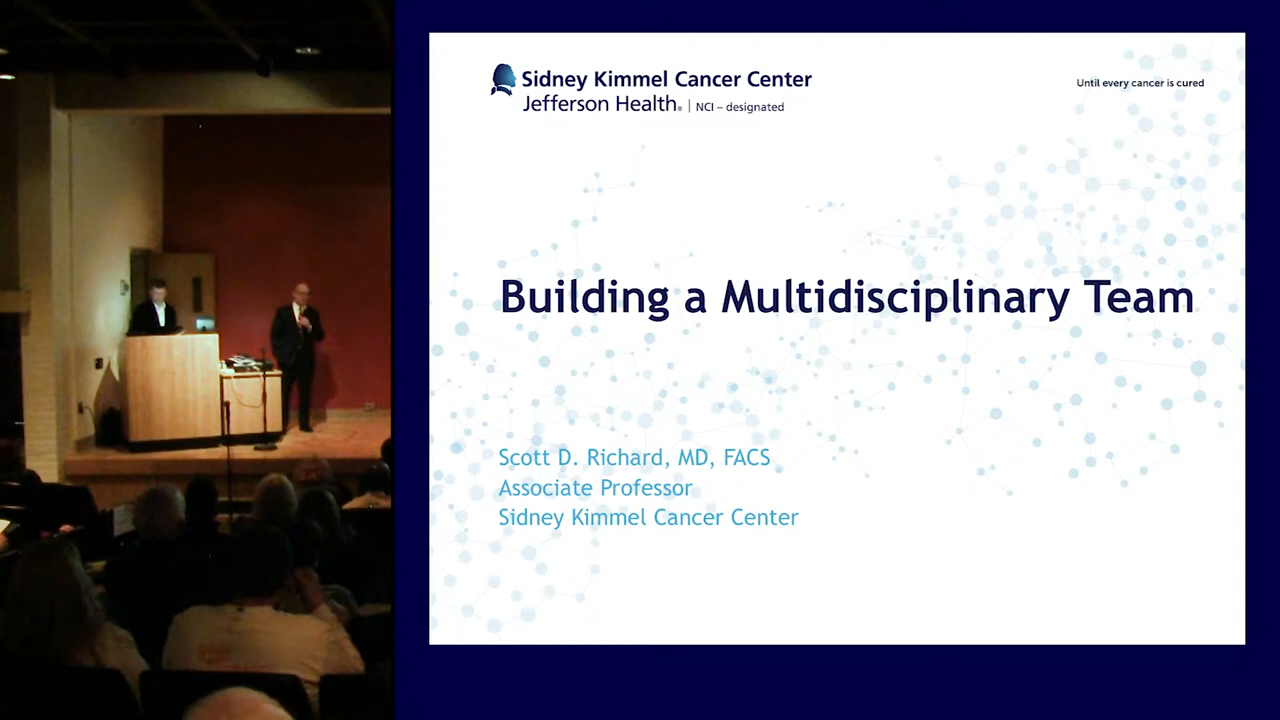 Sidney Kimmel Cancer Center
Jefferson Health® | NCI – designated
Until every cancer is cured
Building a Multidisciplinary Team
Scott D. Richard, MD, FACS
Associate Professor
Sidney Kimmel Cancer Center